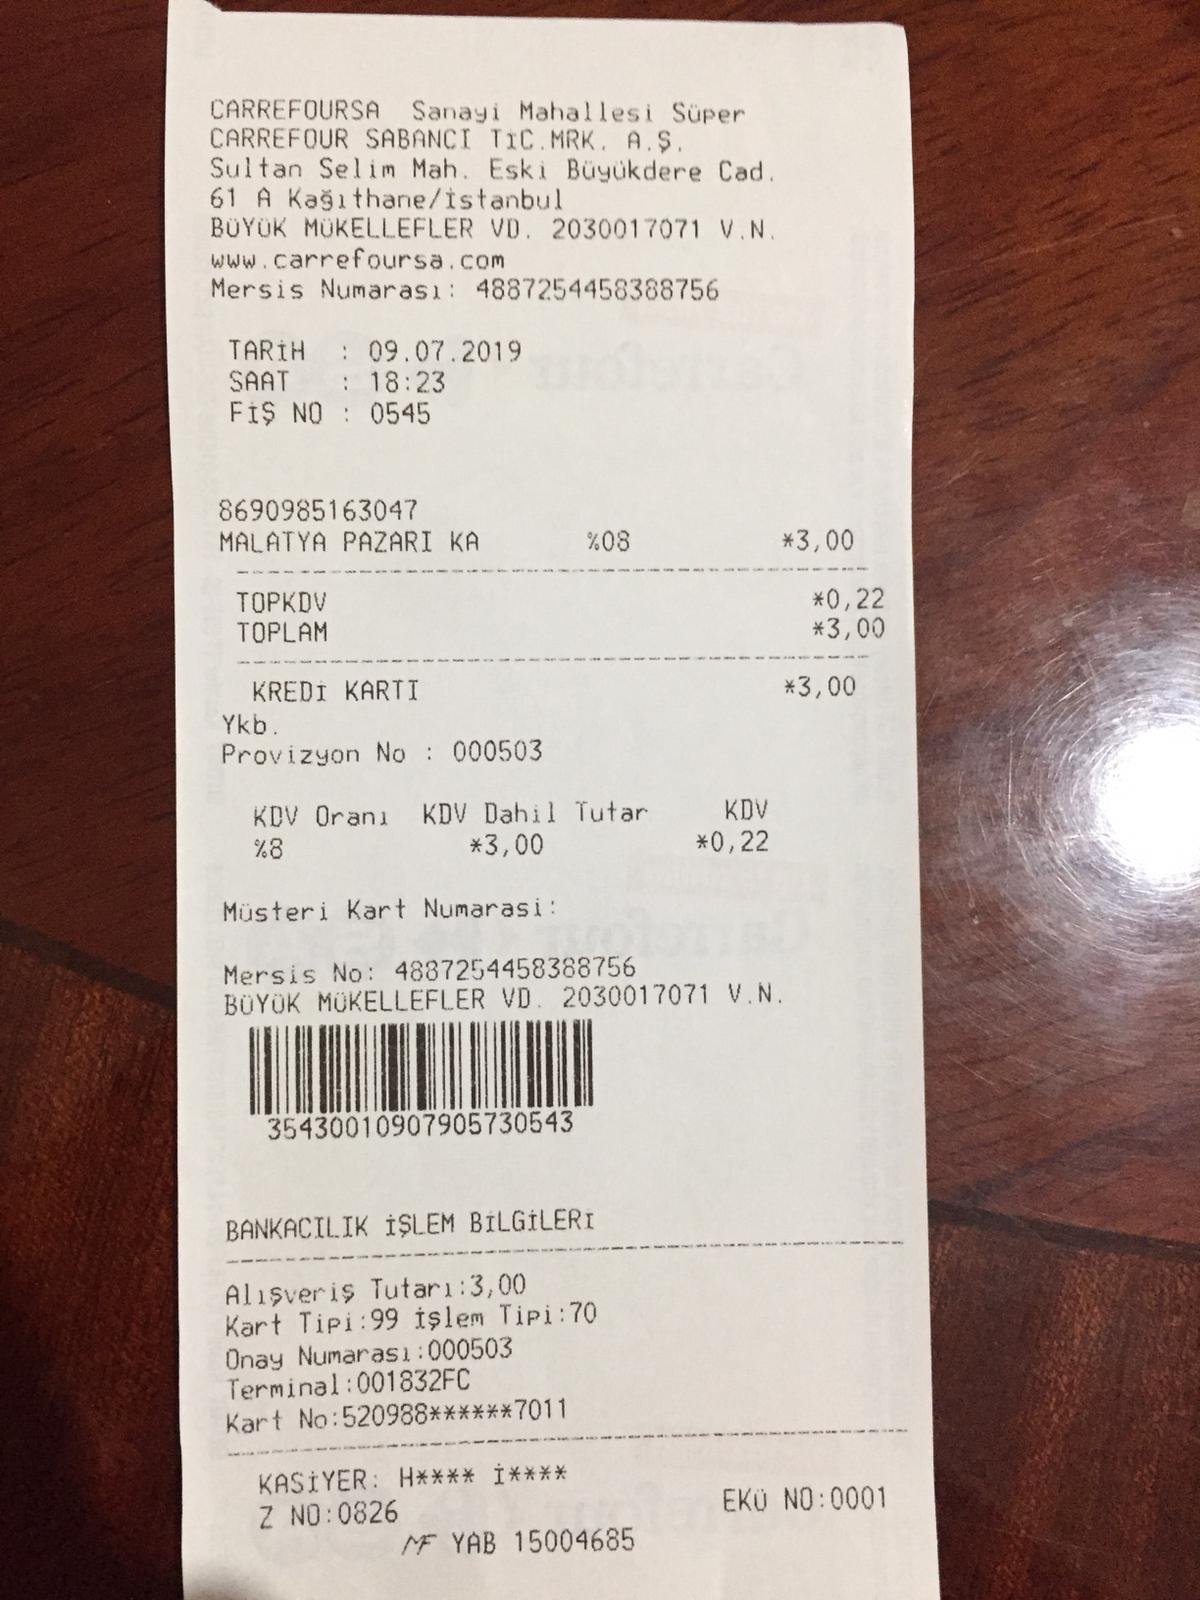 CARREFOURSA Sanayi Mahallesi Süper
CARREFOUR SABANCI TİC.MRK. A.Ş.
Sultan Selim Mah. Eski Büyükdere Cad.
61 A Kağıthane/İstanbul
BÜYÜK MÜKELLEFLER VD. 2030017071 V.N.
www.carrefoursa.com
Mersis Numarası: 4887254458388756
TARİH : 09.07.2019
SAAT : 18:23
FİŞ NO : 0545
8690985163047
MALATYA PAZARI KA %08 *3,00
TOPKDV *0,22
TOPLAM *3,00
KREDİ KARTI *3,00
Ykb.
Provizyon No : 000503
KDV Oranı KDV Dahil Tutar KDV
%8 *3,00 *0,22
Müsteri Kart Numarasi:
Mersis No: 4887254458388756
BÜYÜK MÜKELLEFLER VD. 2030017071 V.N.
35430010907905730543
BANKACILIK İŞLEM BİLGİLERİ
Alışveriş Tutarı:3,00
Kart Tipi:99 İşlem Tipi:70
Onay Numarası:000503
Terminal:001832FC
Kart No:520988******7011
KASİYER: H**** İ****
Z NO:0826 EKÜ NO:0001
MF YAB 15004685